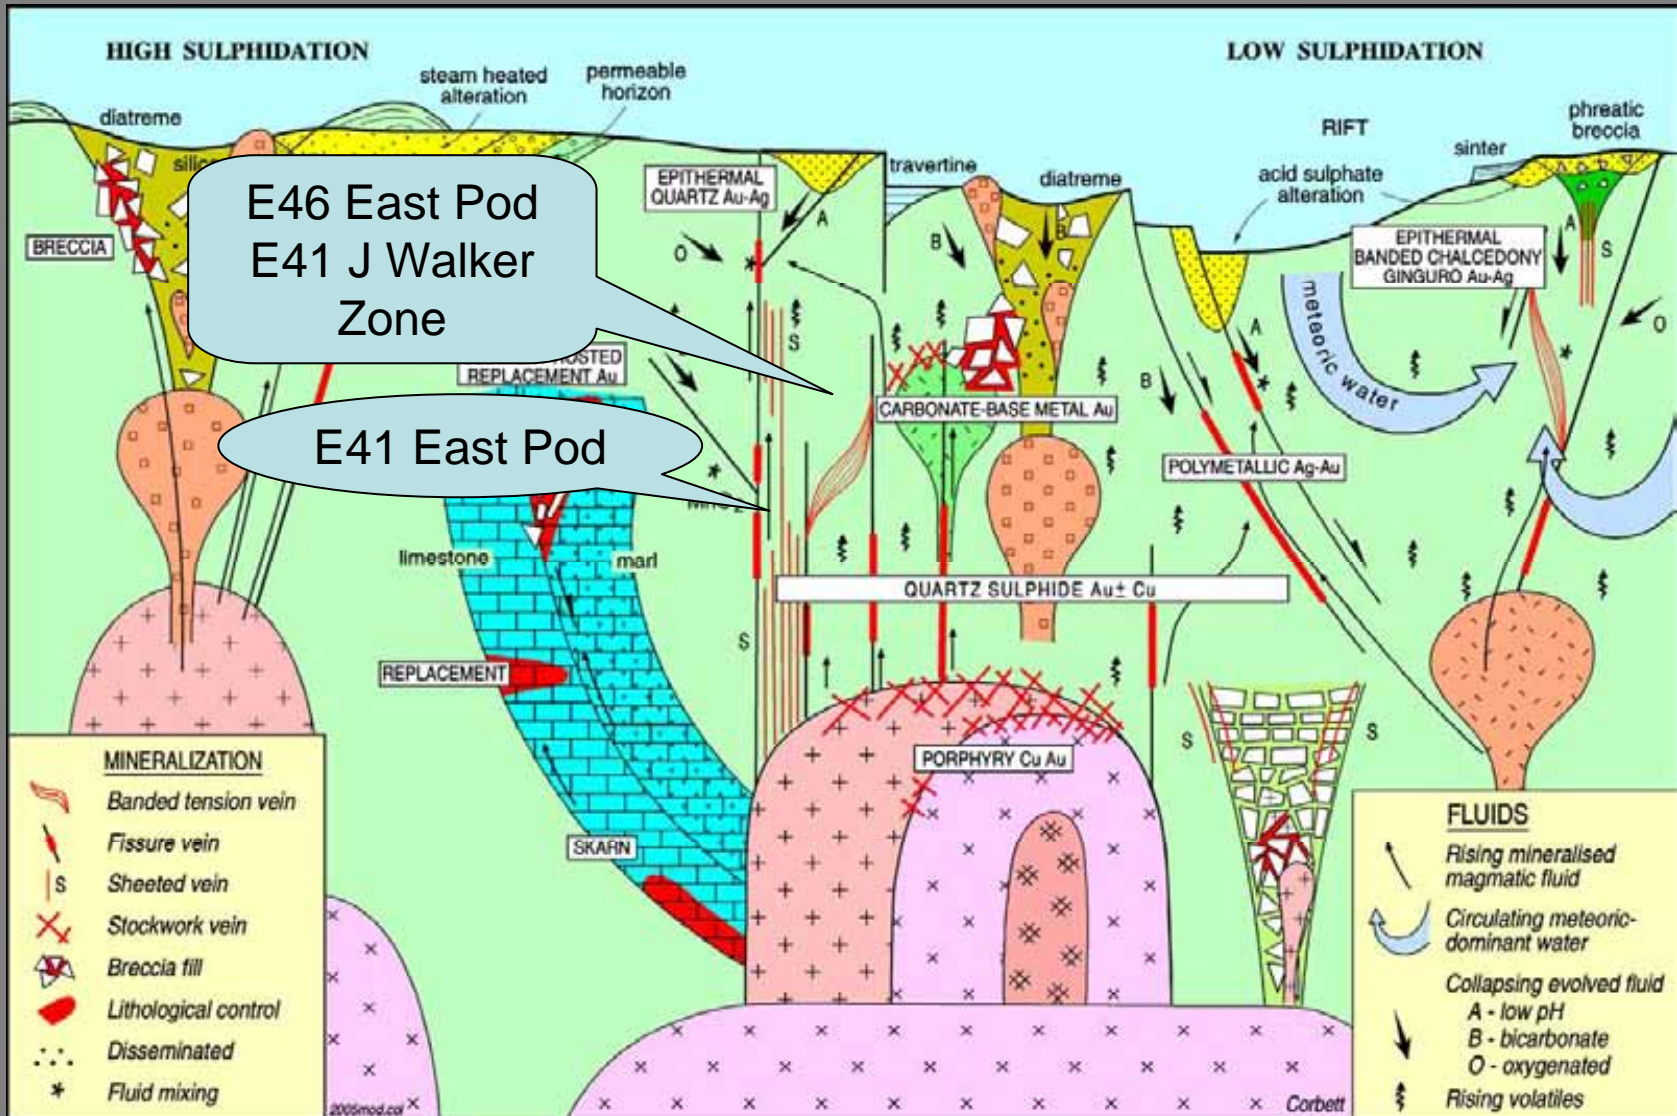 HIGH SULPHIDATION
LOW SULPHIDATION
diatreme
steam heated
alteration
permeable
horizon
BRECCIA
E46 East Pod
E41 J Walker
Zone
E41 East Pod
REPLACEMENT Au
EPITHERMAL
QUARTZ Au-Ag
A
O
S
travertine
diatreme
B
B
RIFT
acid sulphate
alteration
sinter
phreatic
breccia
EPITHERMAL
BANDED CHALCEDONY
GINGURO Au-Ag
A
S
O
meteoric water
A
B
CARBONATE-BASE METAL Au
POLYMETALLIC Ag-Au
QUARTZ SULPHIDE Au± Cu
limestone
marl
S
REPLACEMENT
SKARN
PORPHYRY Cu Au
S
S
MINERALIZATION
Banded tension vein
Fissure vein
S Sheeted vein
Stockwork vein
Breccia fill
Lithological control
Disseminated
Fluid mixing
2005mod.col
Corbett
FLUIDS
Rising mineralised
magmatic fluid
Circulating meteoric-
dominant water
Collapsing evolved fluid
A - low pH
B - bicarbonate
O - oxygenated
Rising volatiles